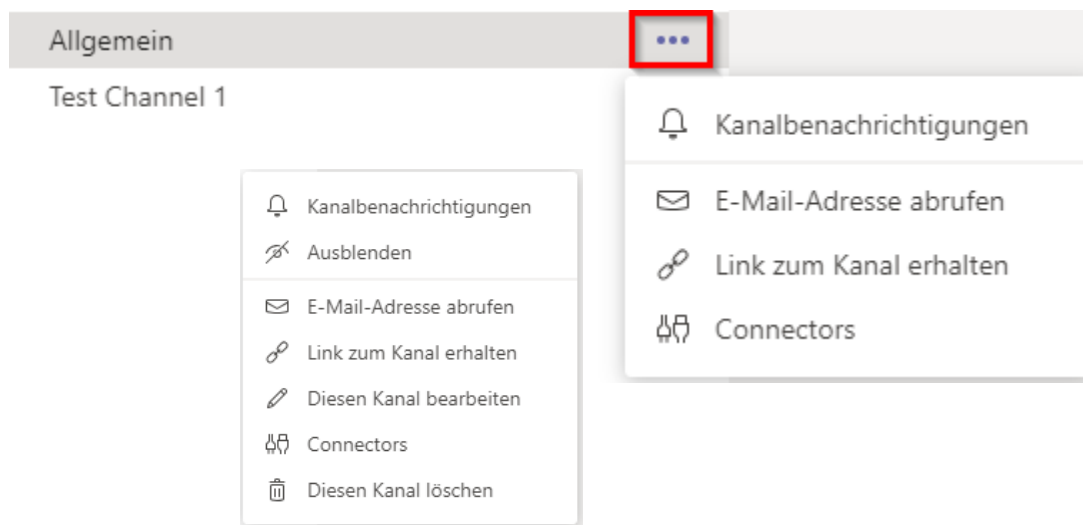 Allgemein
Test Channel 1
Kanalbenachrichtigungen
E-Mail-Adresse abrufen
Link zum Kanal erhalten
Connectors
Kanalbenachrichtigungen
Ausblenden
E-Mail-Adresse abrufen
Link zum Kanal erhalten
Diesen Kanal bearbeiten
Connectors
Diesen Kanal löschen